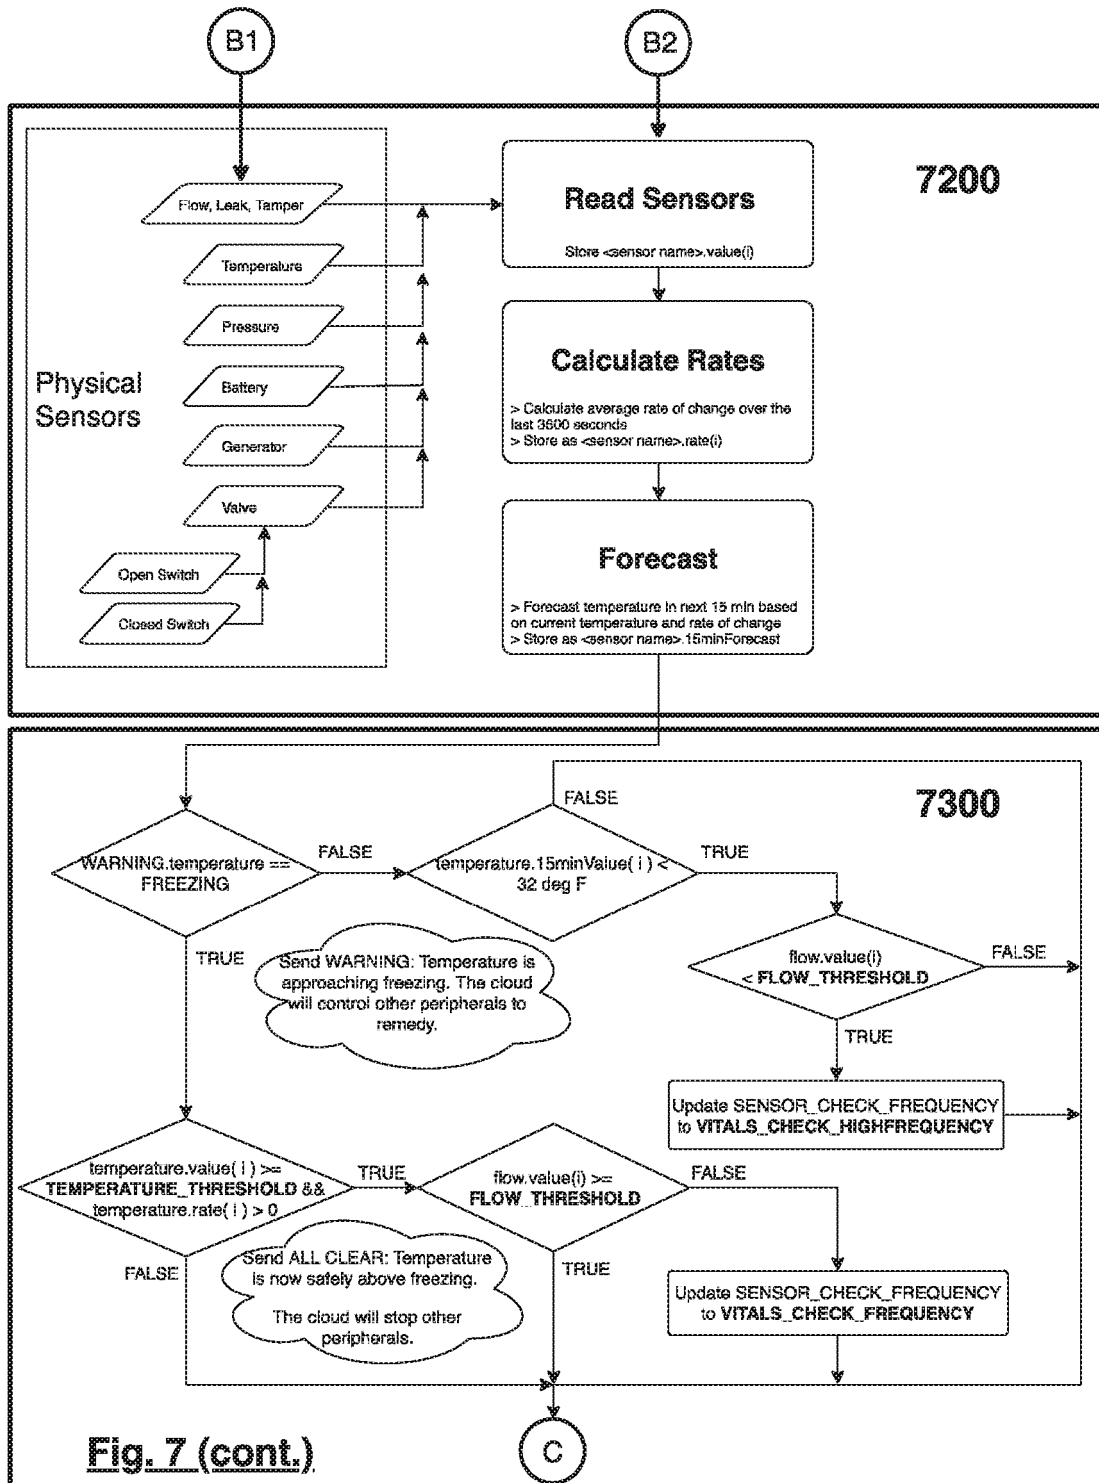 B1
B2
7200
Physical
Sensors
Flow, Leak, Tamper
Temperature
Pressure
Battery
Generator
Valve
Open Switch
Closed Switch
Read Sensors
Store <sensor name>.value(i)
Calculate Rates
> Calculate average rate of change over the
last 3600 seconds
> Store as <sensor name>.rate(i)
Forecast
> Forecast temperature in next 15 min based
on current temperature and rate of change
> Store as <sensor name>.15minForecast
7300
WARNING.temperature ==
FREEZING
FALSE
TRUE
temperature.15minValue( i ) <
32 deg F
FALSE
TRUE
Send WARNING: Temperature is
approaching freezing. The cloud
will control other peripherals to
remedy.
flow.value(i)
< FLOW_THRESHOLD
FALSE
TRUE
Update SENSOR_CHECK_FREQUENCY
to VITALS_CHECK_HIGHFREQUENCY
temperature.value( i ) >=
TEMPERATURE_THRESHOLD &&
temperature.rate( i ) > 0
TRUE
FALSE
flow.value(i) >=
FLOW_THRESHOLD
FALSE
TRUE
Send ALL CLEAR: Temperature
is now safely above freezing.
The cloud will stop other
peripherals.
Update SENSOR_CHECK_FREQUENCY
to VITALS_CHECK_FREQUENCY
C
Fig. 7 (cont.)